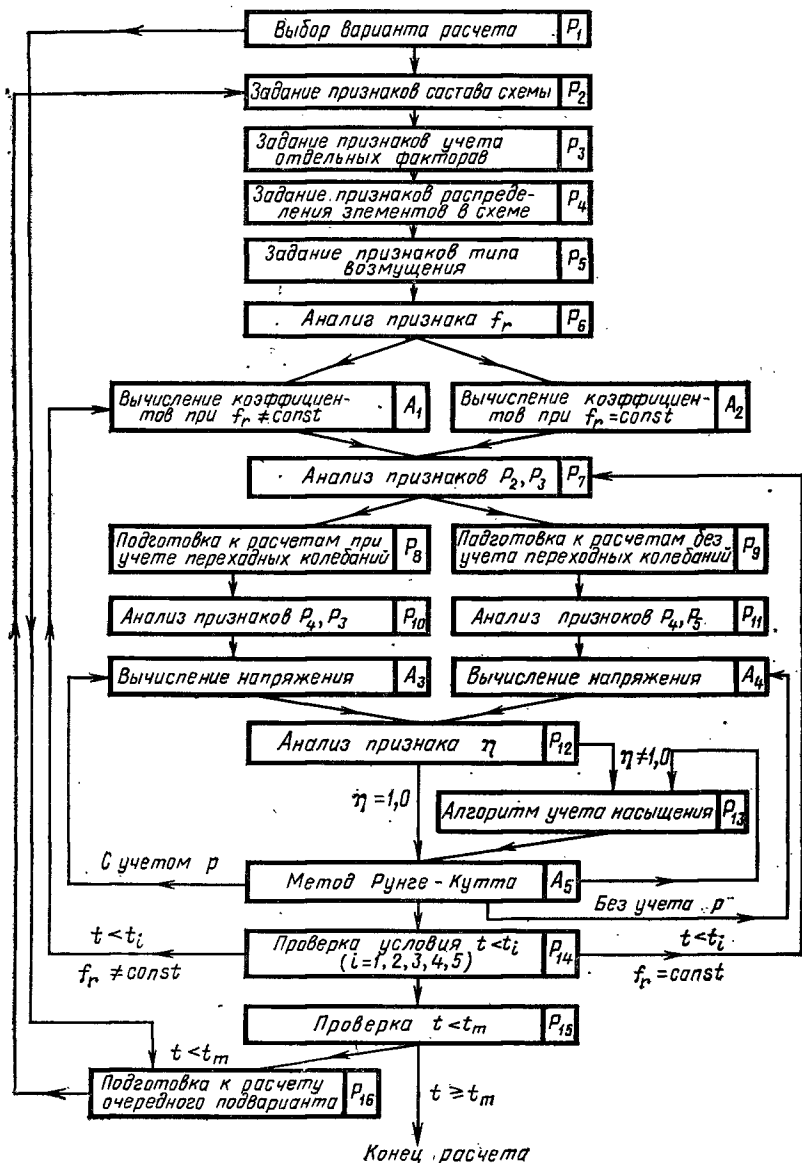 Выбор варианта расчета P1
Задание признаков састава схемы P2
Задание признаков учета
отдельных факторав P3
Задание признаков распреде-
ления элементов в схеме P4
Задание признаков типа
возмущения P5
Анализ признака fr P6
Вычисление коэффициен-
тов при fr ≠ const A1
Вычисление коэффициен-
тов при fr = const A2
Анализ признаков P2, P3 P7
Подготовка к расчетам при
учете перехадных колебаний P8
Падготовка к расчетам без
учета переходных колебаний P9
Анализ признаков P4, P3 P10
Анализ признаков P4, P5 P11
Вычиспение напряжения A3
Вычисление напряжения A4
Анализ признака η P12
η≠1,0
η=1,0
Алгоритм учета насыщения P13
С учетом p
Метод Рунге-Кутта A5
Без учета p
t<ti
fr ≠ const
Проверка условия t<ti
(i=1,2,3,4,5) P14
t<ti
fr = const
Проверка t<tm P15
t<tm
Подготовка к расчету
очередного подварианта P16
t ≥ tm
Конец расчета